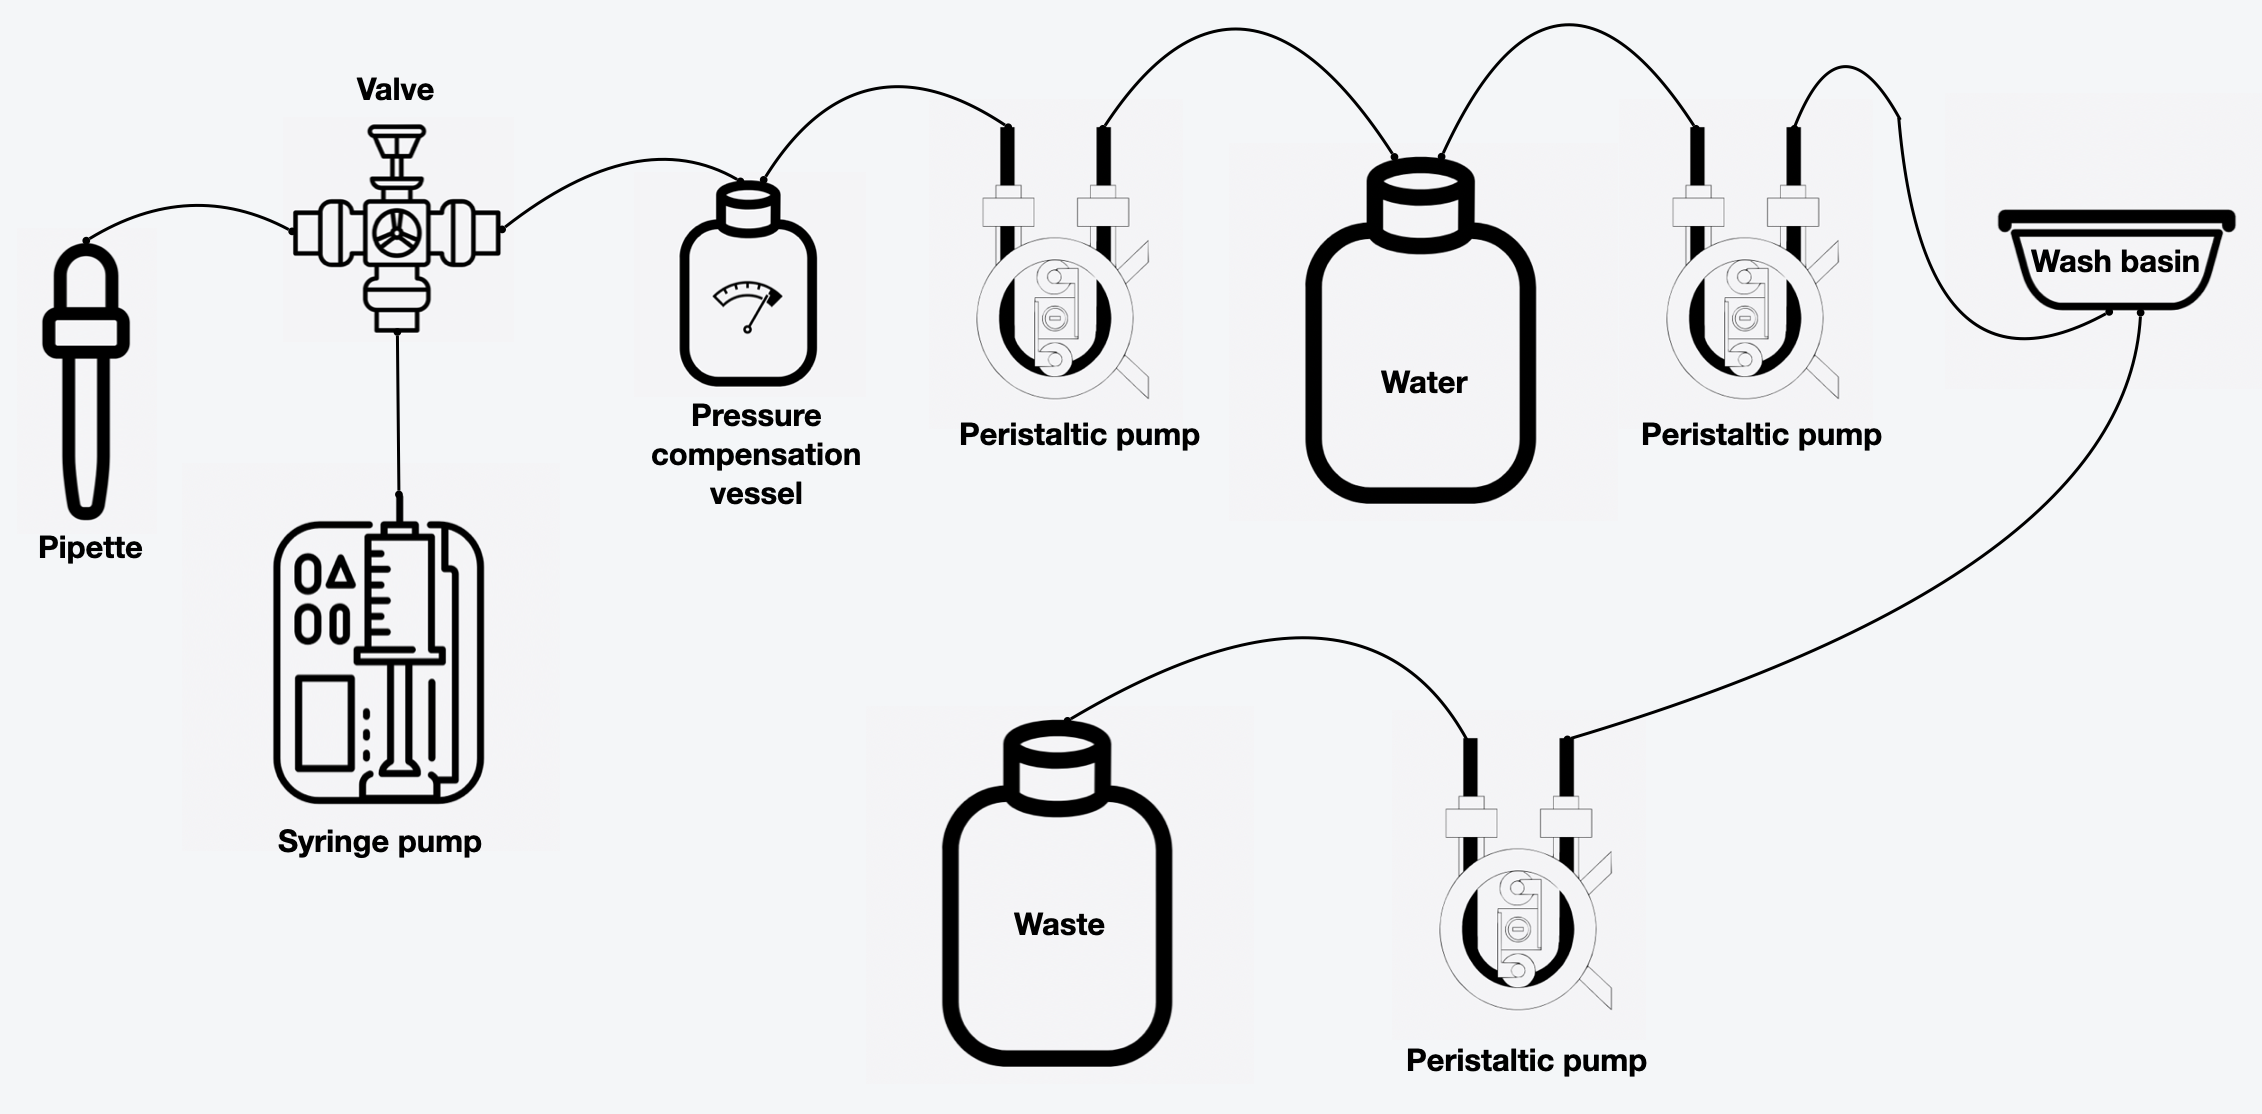 Valve
Pipette
Syringe pump
Pressure
compensation
vessel
Peristaltic pump
Water
Peristaltic pump
Wash basin
Waste
Peristaltic pump